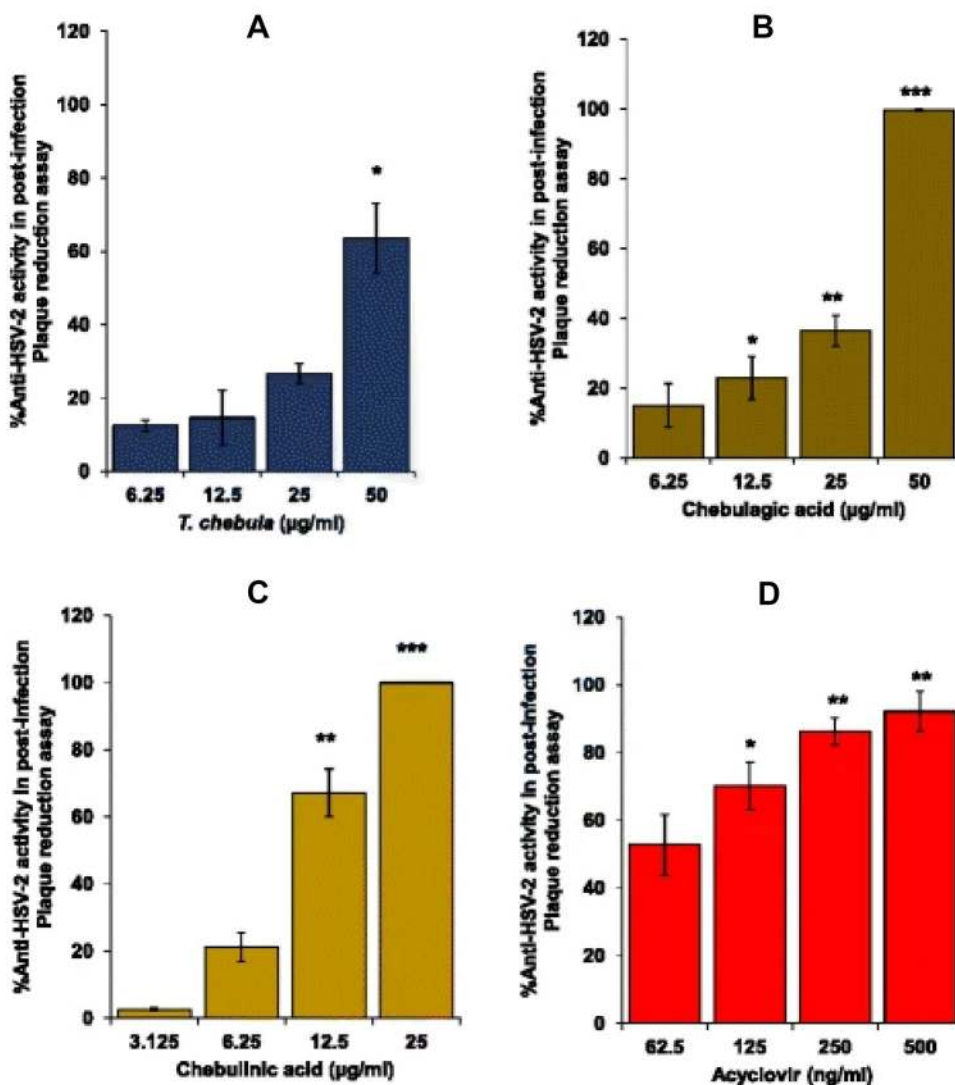 A
%Anti-HSV-2 activity in post-infection
Plaque reduction assay
120
100
80
60
40
20
0
*
6.25 12.5 25 50
T. chebula (µg/ml)
B
%Anti-HSV-2 activity in post-infection
Plaque reduction assay
120
100
80
60
40
20
0
* ** ***
6.25 12.5 25 50
Chebulagic acid (µg/ml)
C
%Anti-HSV-2 activity in post-infection
Plaque reduction assay
120
100
80
60
40
20
0
** ***
3.125 6.25 12.5 25
Chebulinic acid (µg/ml)
D
%Anti-HSV-2 activity in post-infection
Plaque reduction assay
120
100
80
60
40
20
0
* ** **
62.5 125 250 500
Acyclovir (ng/ml)